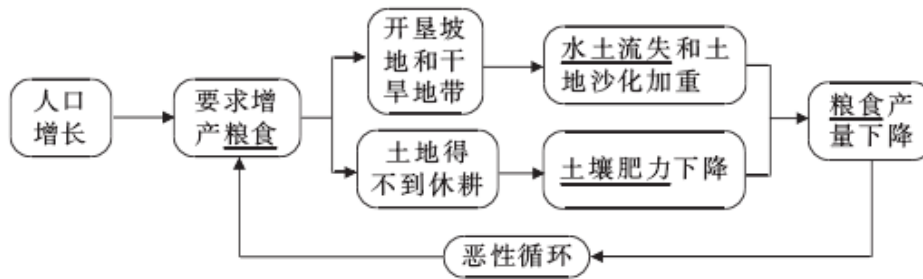 人口
增长
要求增
产粮食
开垦坡
地和干
旱地带
土地得
不到休耕
水土流失和土
地沙化加重
土壤肥力下降
粮食产
量下降
恶性循环